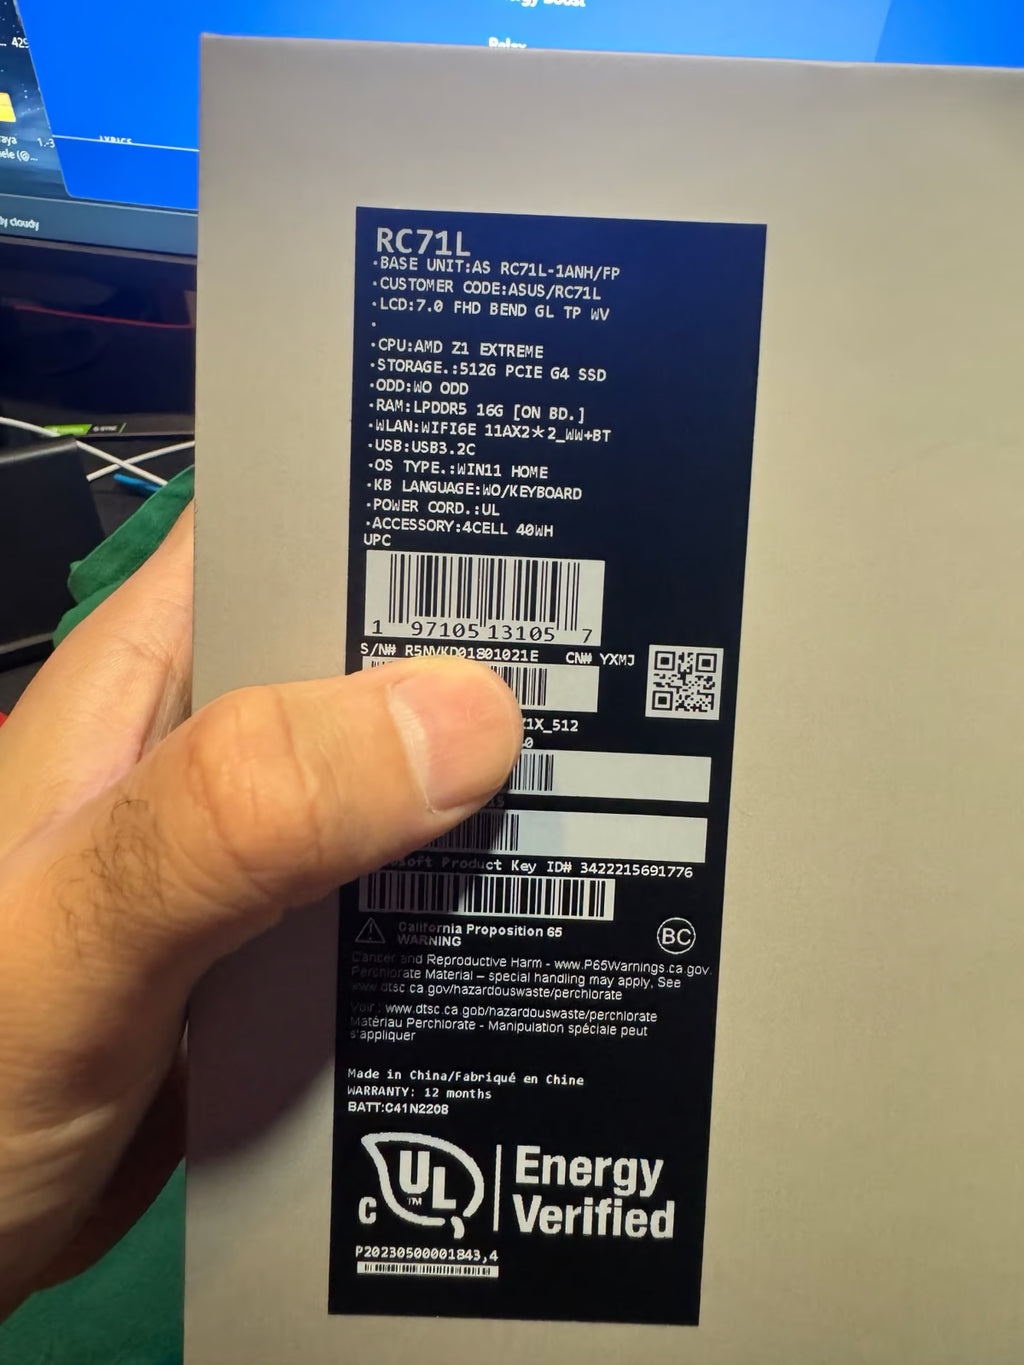 Relax
LYRICS
RC71L
·BASE UNIT:AS RC71L-1ANH/FP
·CUSTOMER CODE:ASUS/RC71L
·LCD:7.0 FHD BEND GL TP WV
·
·CPU:AMD Z1 EXTREME
·STORAGE.:512G PCIE G4 SSD
·ODD:WO ODD
·RAM:LPDDR5 16G [ON BD.]
·WLAN:WIFI6E 11AX2*2_WW+BT
·USB:USB3.2C
·OS TYPE.:WIN11 HOME
·KB LANGUAGE:WO/KEYBOARD
·POWER CORD.:UL
·ACCESSORY:4CELL 40WH
UPC
1 97105 13105 7
S/N# R5NVKD01801021E CN# YXMJ
Z1X_512
Product Key ID# 3422215691776
California Proposition 65
WARNING
Cancer and Reproductive Harm - www.P65Warnings.ca.gov.
Perchlorate Material – special handling may apply, See
www.dtsc.ca.gov/hazardouswaste/perchlorate
Voir : www.dtsc.ca.gob/hazardouswaste/perchlorate
Matériau Perchlorate - Manipulation spéciale peut
s'appliquer
BC
Made in China/Fabriqué en Chine
WARRANTY: 12 months
BATT:C41N2208
C UL TM
Energy
Verified
P20230500001843,4